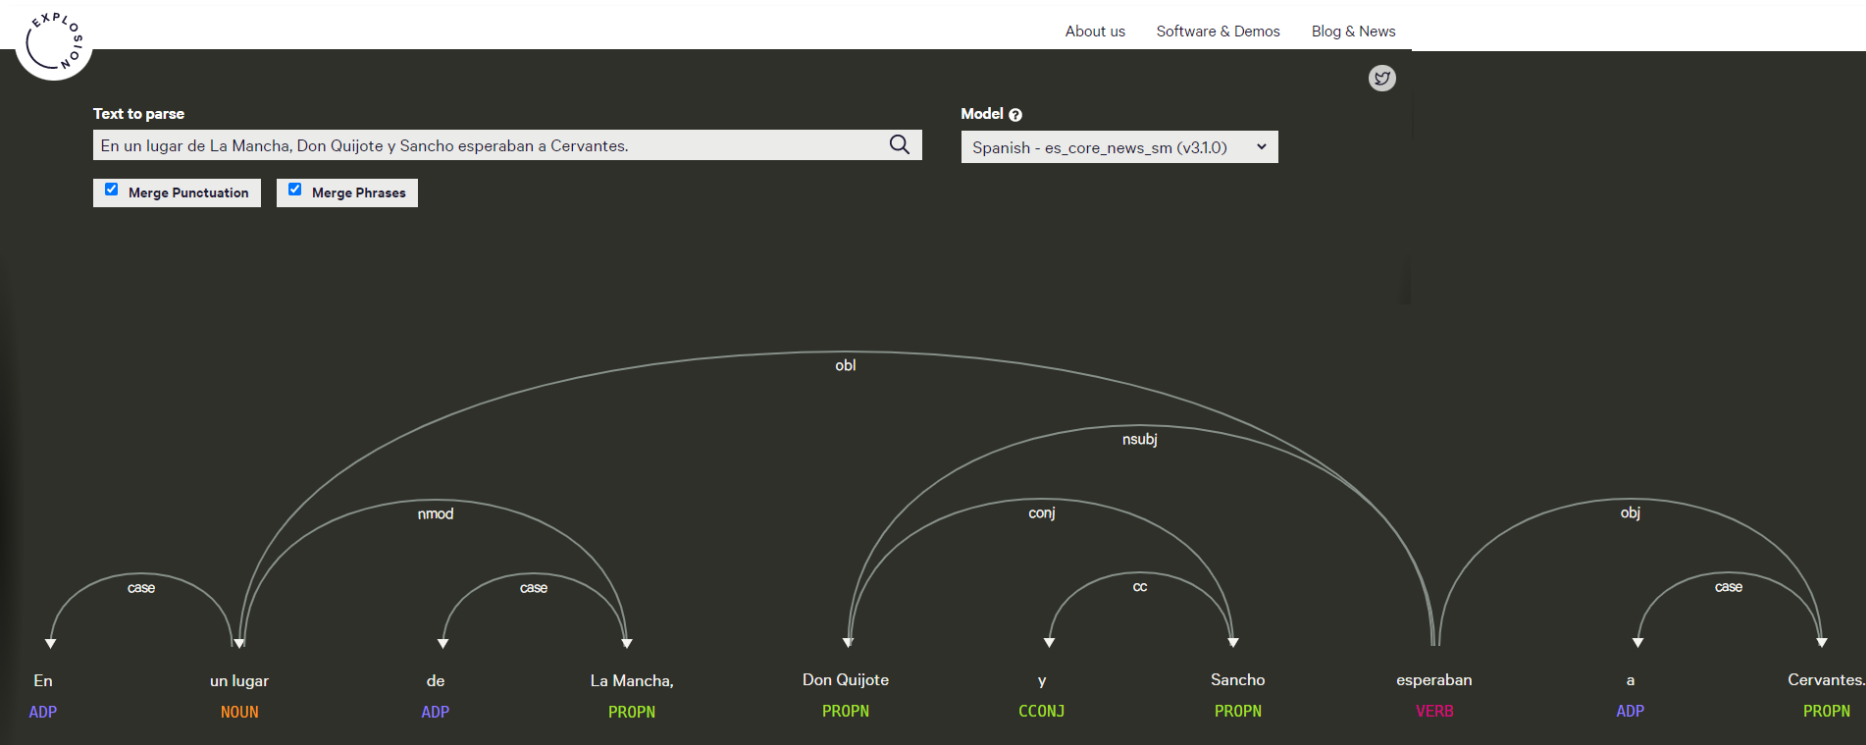 EXPLOSION
About us Software & Demos Blog & News
Text to parse
Model ?
En un lugar de La Mancha, Don Quijote y Sancho esperaban a Cervantes.
Spanish - es_core_news_sm (v3.1.0)
Merge Punctuation Merge Phrases
obl
nsubj
nmod conj obj
case case cc case
En un lugar de La Mancha, Don Quijote y Sancho esperaban a Cervantes.
ADP NOUN ADP PROPN PROPN CCONJ PROPN VERB ADP PROPN